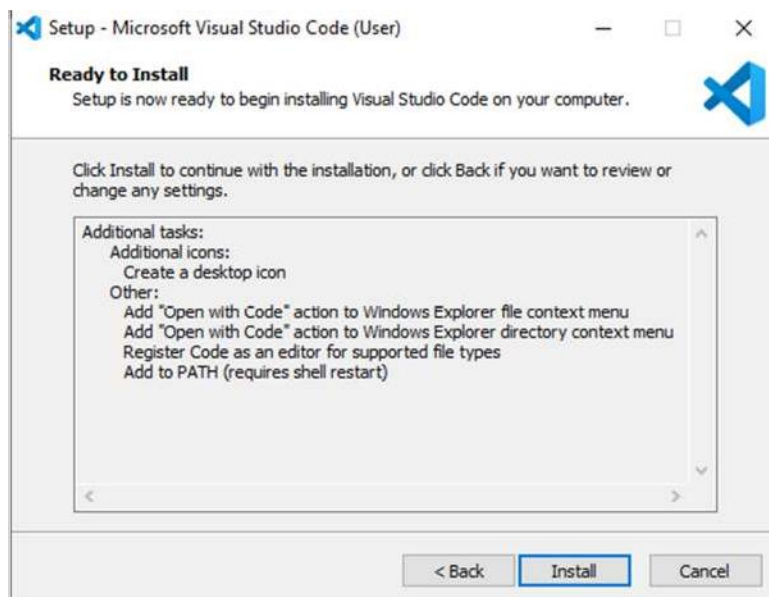 Setup - Microsoft Visual Studio Code (User)
Ready to Install
Setup is now ready to begin installing Visual Studio Code on your computer.
Click Install to continue with the installation, or click Back if you want to review or
change any settings.
Additional tasks:
Additional icons:
Create a desktop icon
Other:
Add "Open with Code" action to Windows Explorer file context menu
Add "Open with Code" action to Windows Explorer directory context menu
Register Code as an editor for supported file types
Add to PATH (requires shell restart)
< Back
Install
Cancel